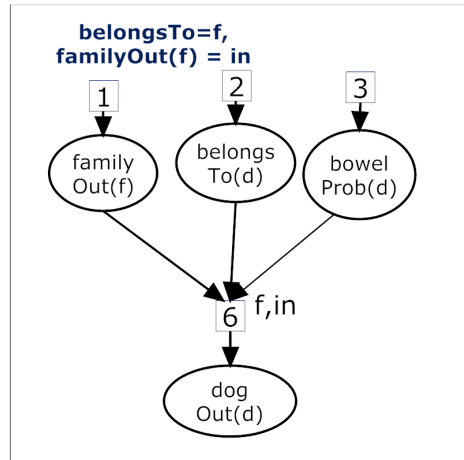 belongsTo=f,
familyOut(f) = in
1
2
3
family
Out(f)
belongs
To(d)
bowel
Prob(d)
6
f,in
dog
Out(d)